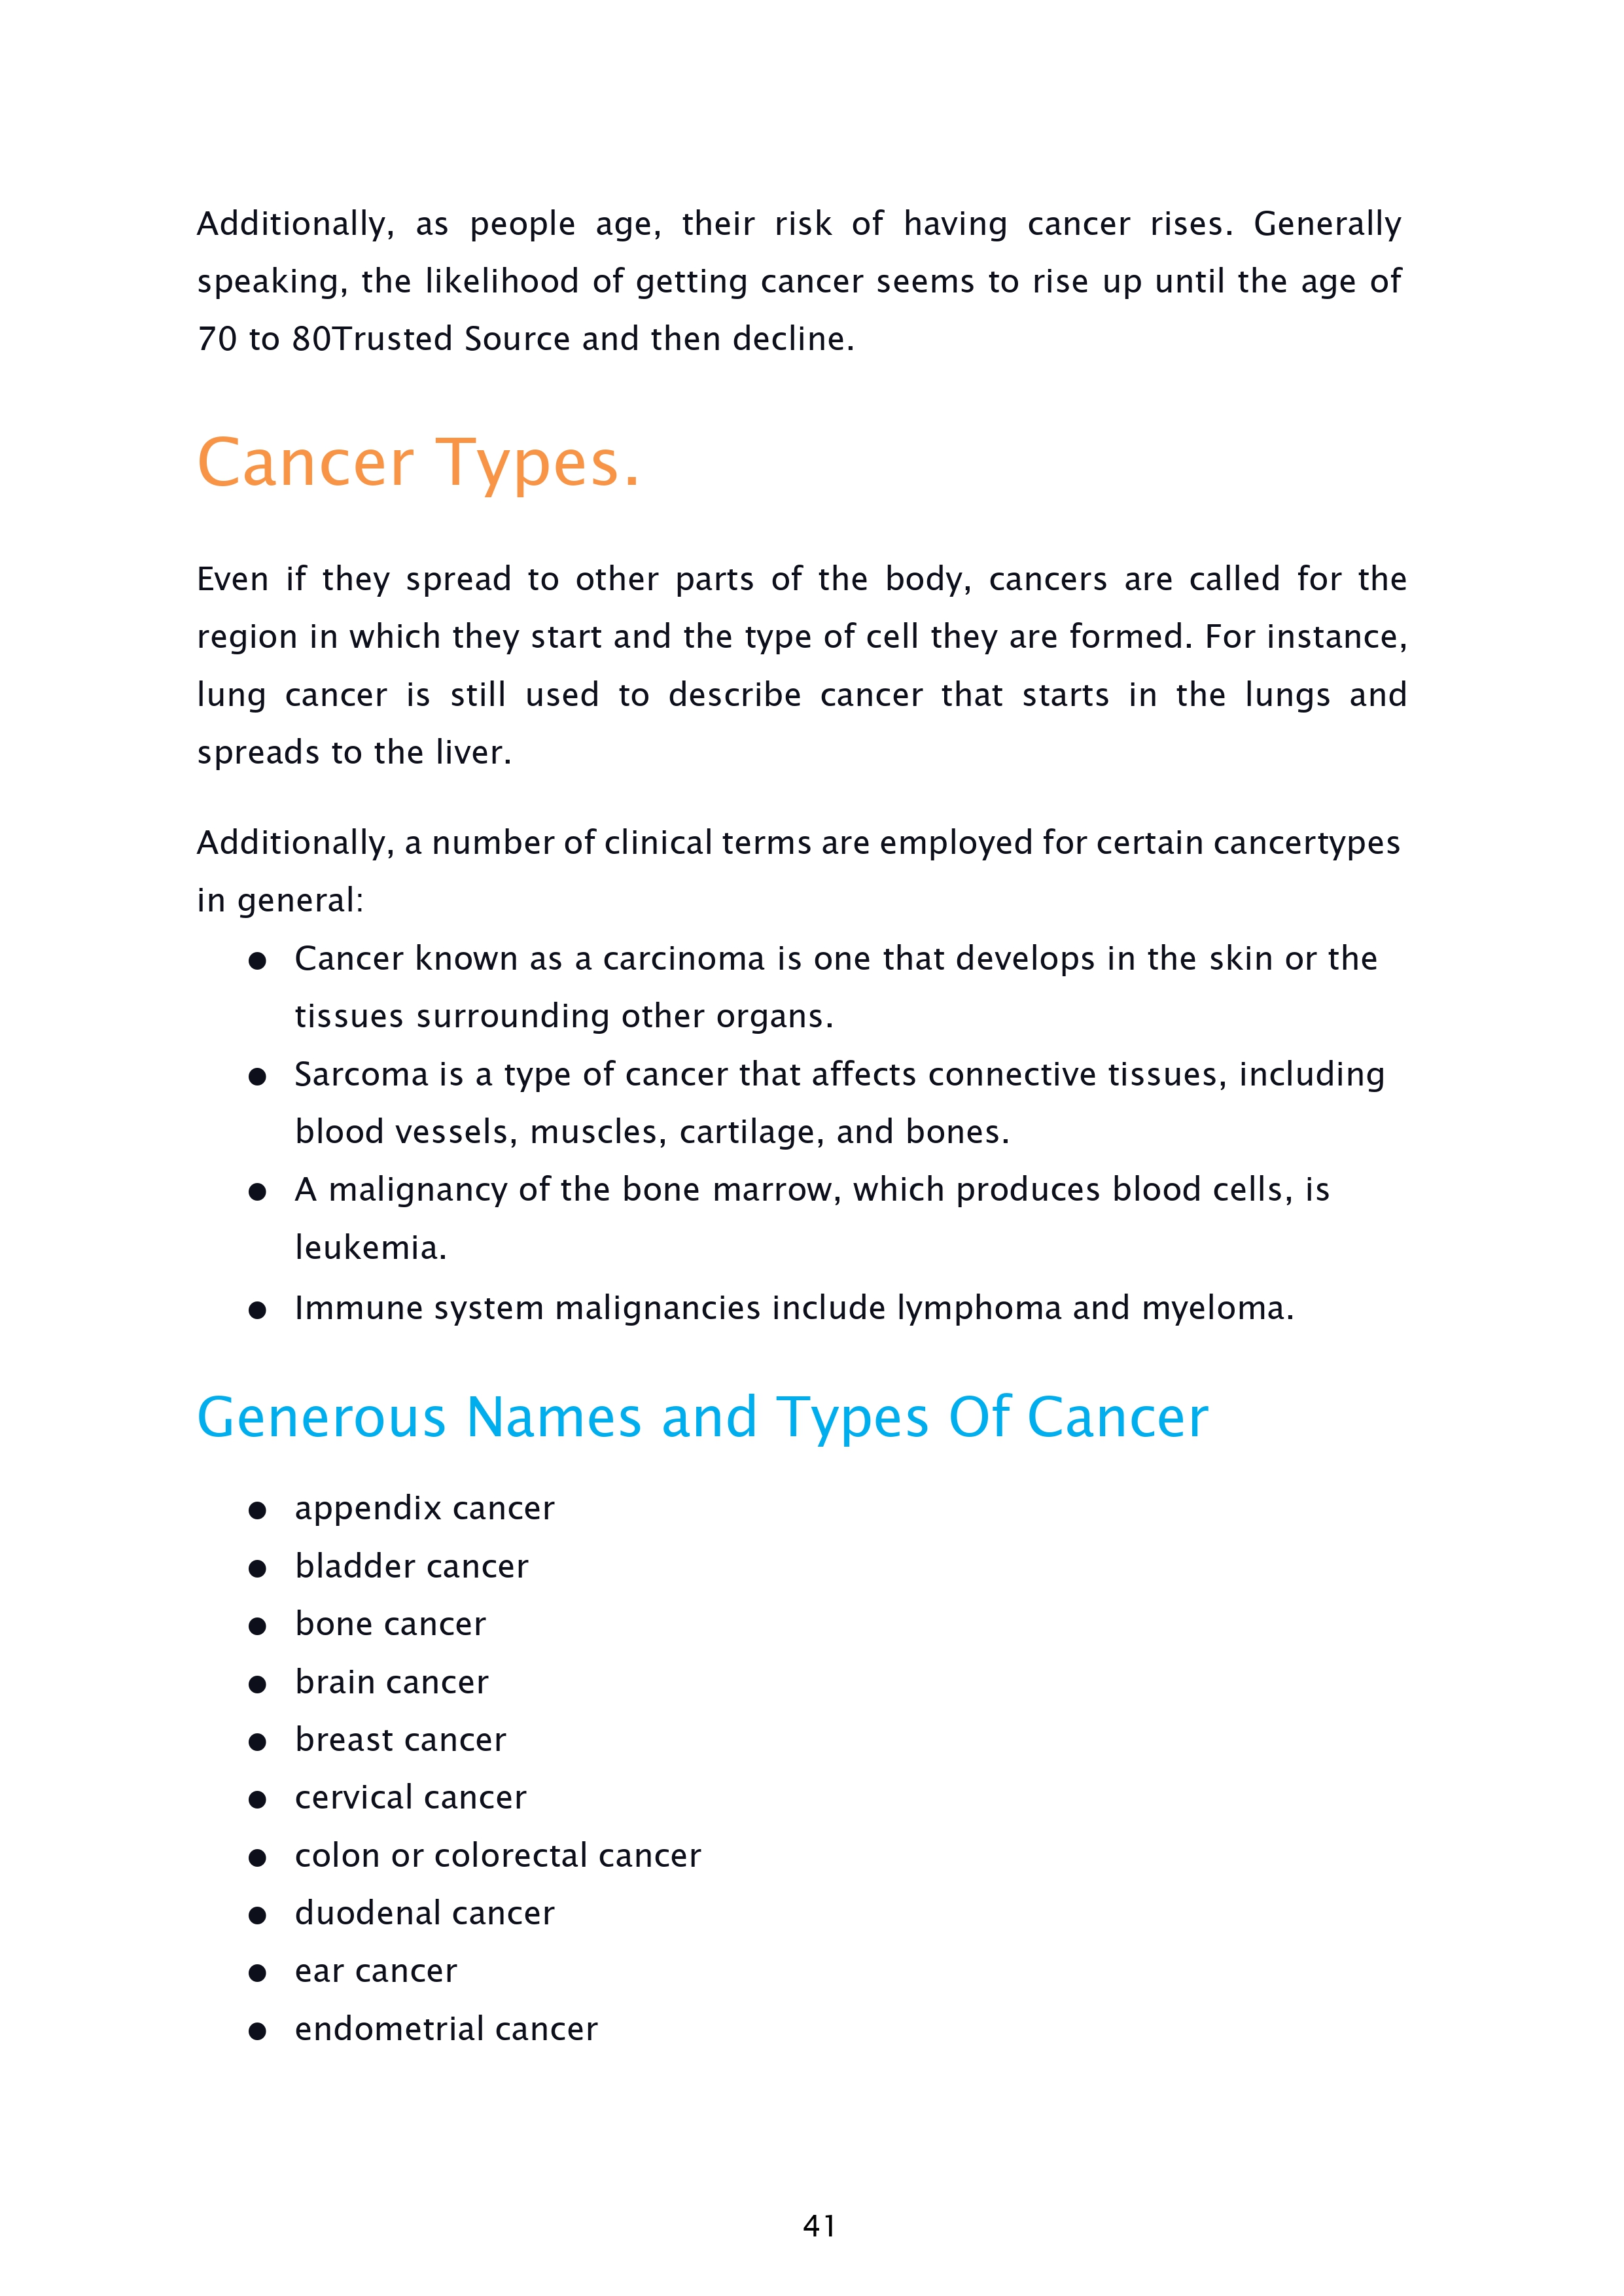 Additionally, as people age, their risk of having cancer rises. Generally
speaking, the likelihood of getting cancer seems to rise up until the age of
70 to 80Trusted Source and then decline.
Cancer Types.
Even if they spread to other parts of the body, cancers are called for the
region in which they start and the type of cell they are formed. For instance,
lung cancer is still used to describe cancer that starts in the lungs and
spreads to the liver.
Additionally, a number of clinical terms are employed for certain cancertypes
in general:
● Cancer known as a carcinoma is one that develops in the skin or the
tissues surrounding other organs.
● Sarcoma is a type of cancer that affects connective tissues, including
blood vessels, muscles, cartilage, and bones.
● A malignancy of the bone marrow, which produces blood cells, is
leukemia.
● Immune system malignancies include lymphoma and myeloma.
Generous Names and Types Of Cancer
● appendix cancer
● bladder cancer
● bone cancer
● brain cancer
● breast cancer
● cervical cancer
● colon or colorectal cancer
● duodenal cancer
● ear cancer
● endometrial cancer
41